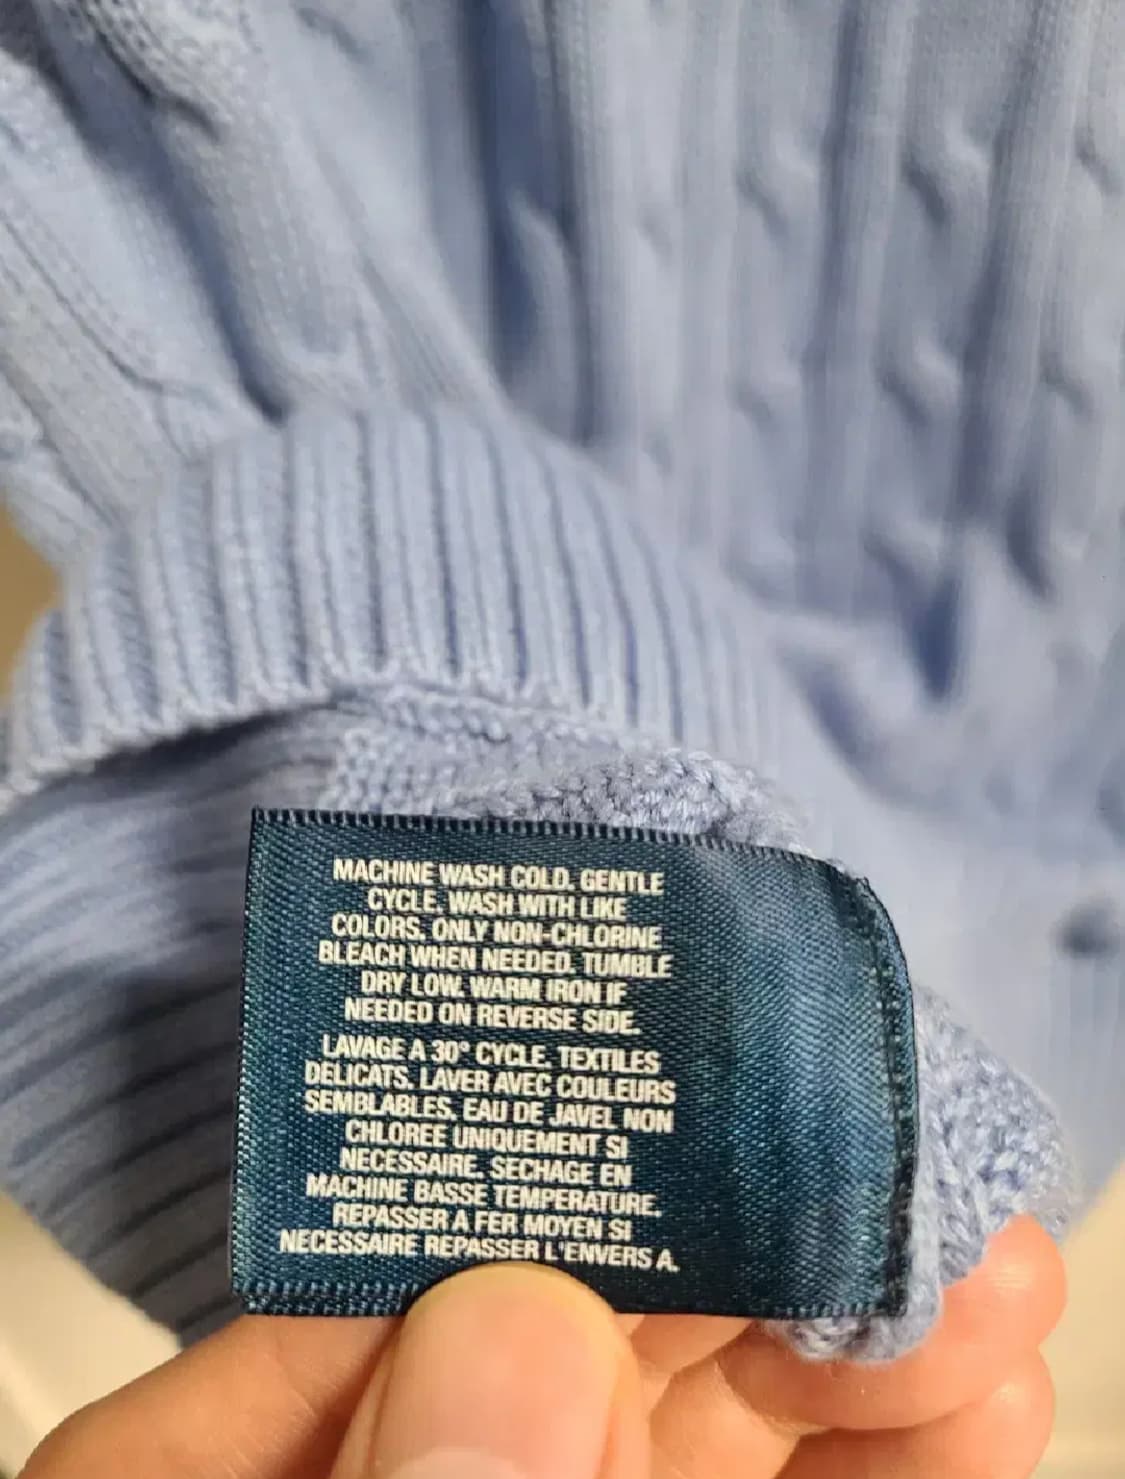 MACHINE WASH COLD. GENTLE
CYCLE. WASH WITH LIKE
COLORS. ONLY NON-CHLORINE
BLEACH WHEN NEEDED. TUMBLE
DRY LOW. WARM IRON IF
NEEDED ON REVERSE SIDE.
LAVAGE A 30° CYCLE. TEXTILES
DELICATS. LAVER AVEC COULEURS
SEMBLABLES. EAU DE JAVEL NON
CHLOREE UNIQUEMENT SI
NECESSAIRE. SECHAGE EN
MACHINE BASSE TEMPERATURE.
REPASSER A FER MOYEN SI
NECESSAIRE REPASSER L'ENVERS A.